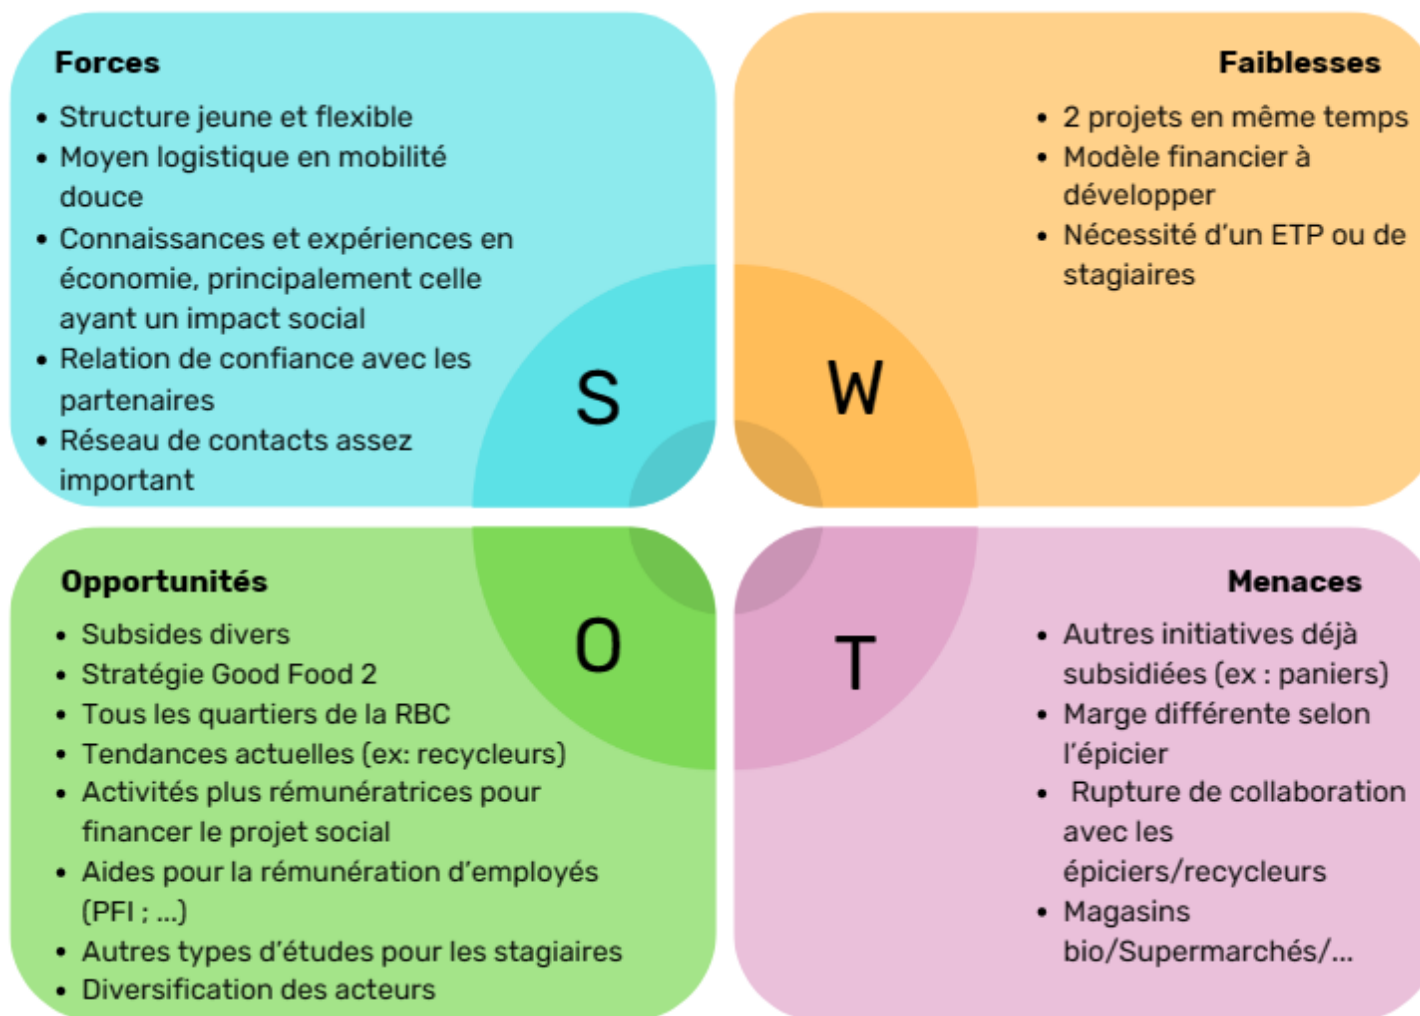 Forces
• Structure jeune et flexible
• Moyen logistique en mobilité
douce
• Connaissances et expériences en
économie, principalement celle
ayant un impact social
• Relation de confiance avec les
partenaires
• Réseau de contacts assez
important
S
Faiblesses
• 2 projets en même temps
• Modèle financier à
développer
• Nécessité d'un ETP ou de
stagiaires
W
Opportunités
• Subsides divers
• Stratégie Good Food 2
• Tous les quartiers de la RBC
• Tendances actuelles (ex: recycleurs)
• Activités plus rémunératrices pour
financer le projet social
• Aides pour la rémunération d'employés
(PFI ; ...)
• Autres types d'études pour les stagiaires
• Diversification des acteurs
O
Menaces
• Autres initiatives déjà
subsidiées (ex : paniers)
• Marge différente selon
l'épicier
• Rupture de collaboration
avec les
épiciers/recycleurs
• Magasins
bio/Supermarchés/...
T